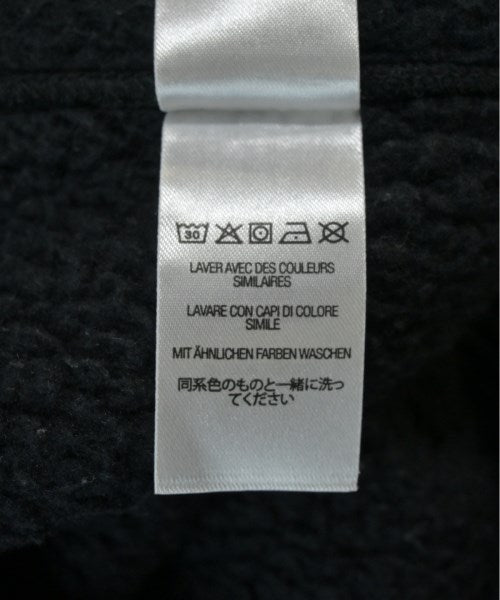 30
LAVER AVEC DES COULEURS
SIMILAIRES
LAVARE CON CAPI DI COLORE
SIMILE
MIT ÄHNLICHEN FARBEN WASCHEN
同系色のものと一緒に洗っ
てください